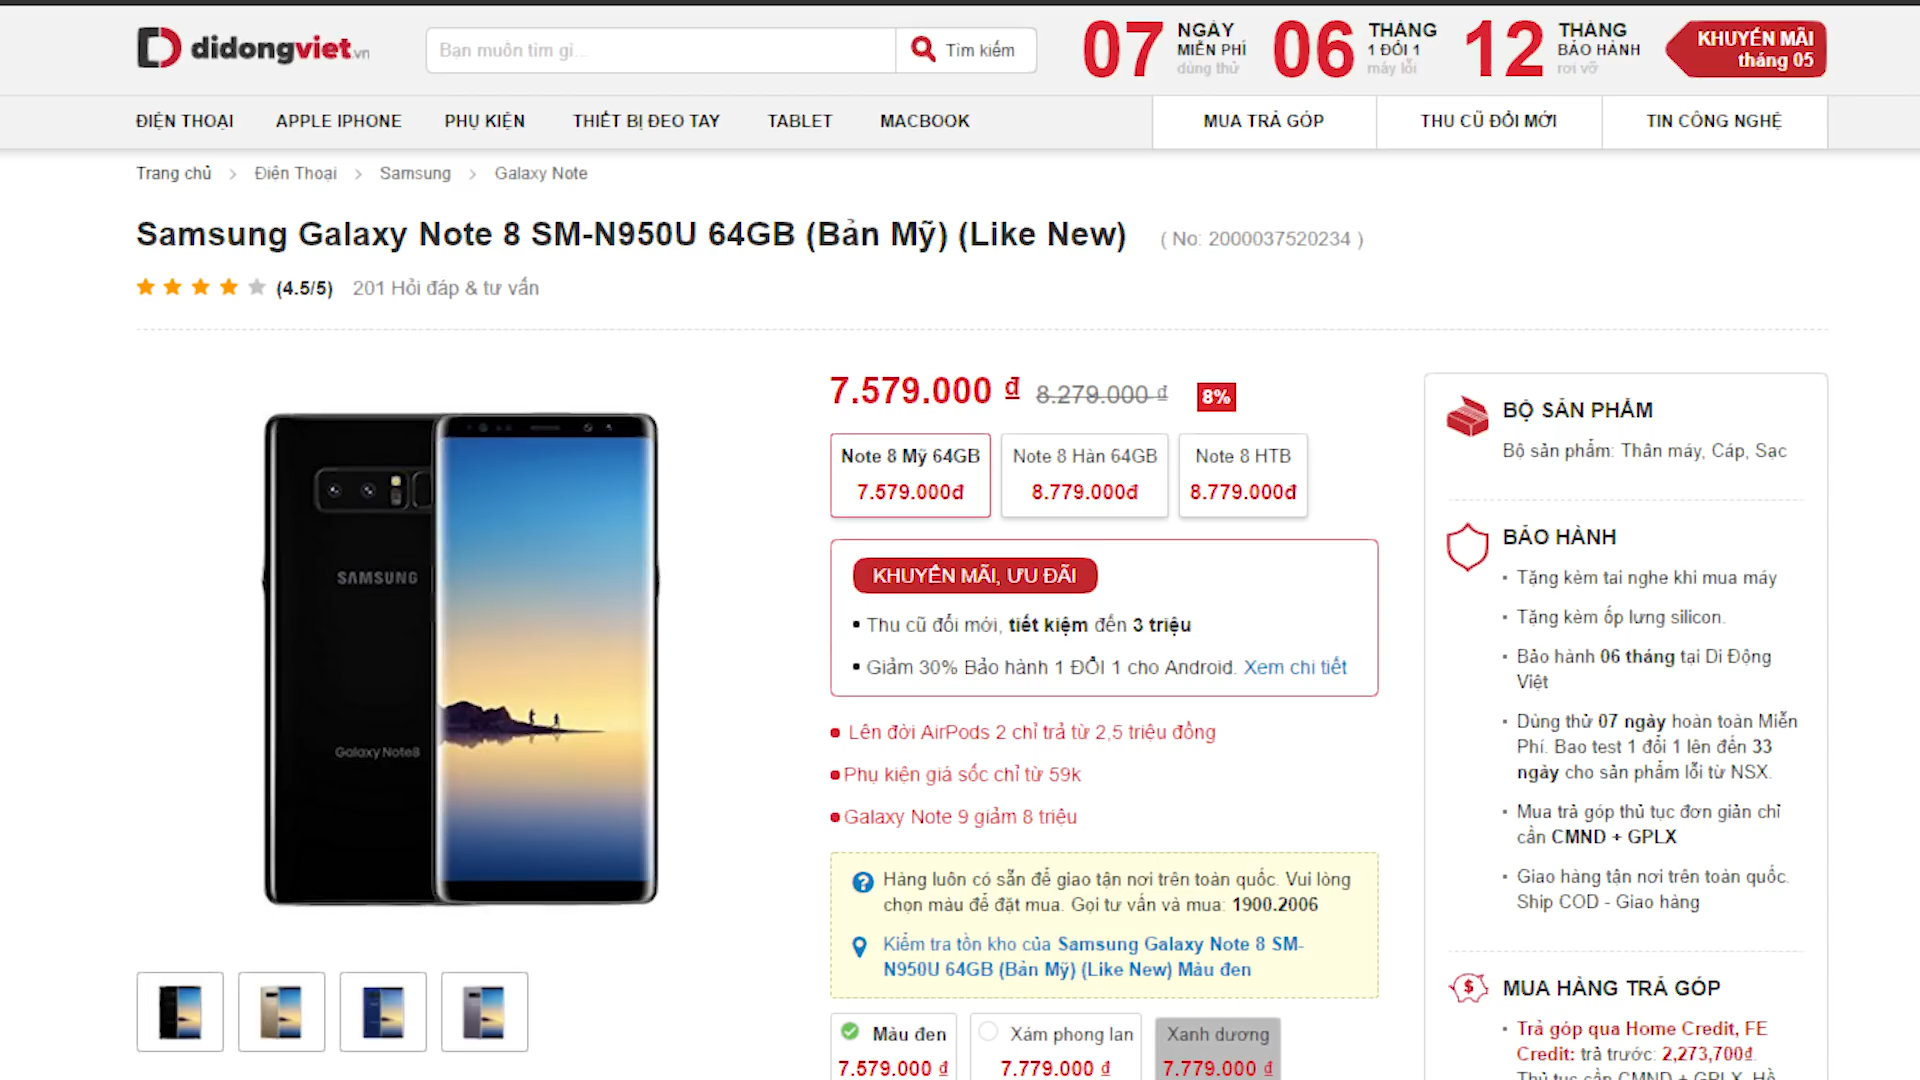 didongviet.vn
Bạn muốn tìm gì...
Tìm kiếm
07 NGÀY MIỄN PHÍ dùng thử
06 THÁNG 1 ĐỔI 1 máy lỗi
12 THÁNG BẢO HÀNH rơi vỡ
KHUYẾN MÃI
tháng 05
ĐIỆN THOẠI APPLE IPHONE PHỤ KIỆN THIẾT BỊ ĐEO TAY TABLET MACBOOK MUA TRẢ GÓP THU CŨ ĐỔI MỚI TIN CÔNG NGHỆ
Trang chủ > Điện Thoại > Samsung > Galaxy Note
Samsung Galaxy Note 8 SM-N950U 64GB (Bản Mỹ) (Like New) ( No: 2000037520234 )
(4.5/5) 201 Hỏi đáp & tư vấn
SAMSUNG
Galaxy Note8
7.579.000 ₫ 8.279.000 ₫ 8%
Note 8 Mỹ 64GB
7.579.000đ
Note 8 Hàn 64GB
8.779.000đ
Note 8 HTB
8.779.000đ
KHUYẾN MÃI, ƯU ĐÃI
• Thu cũ đổi mới, tiết kiệm đến 3 triệu
• Giảm 30% Bảo hành 1 ĐỔI 1 cho Android. Xem chi tiết
• Lên đời AirPods 2 chỉ trả từ 2,5 triệu đồng
• Phụ kiện giá sốc chỉ từ 59k
• Galaxy Note 9 giảm 8 triệu
Hàng luôn có sẵn để giao tận nơi trên toàn quốc. Vui lòng
chọn màu để đặt mua. Gọi tư vấn và mua: 1900.2006
Kiểm tra tồn kho của Samsung Galaxy Note 8 SM-
N950U 64GB (Bản Mỹ) (Like New) Màu đen
Màu đen
7.579.000 ₫
Xám phong lan
7.779.000 ₫
Xanh dương
7.779.000 ₫
BỘ SẢN PHẨM
Bộ sản phẩm: Thân máy, Cáp, Sạc
BẢO HÀNH
Tặng kèm tai nghe khi mua máy
Tặng kèm ốp lưng silicon.
Bảo hành 06 tháng tại Di Động
Việt
Dùng thử 07 ngày hoàn toàn Miễn
Phí. Bao test 1 đổi 1 lên đến 33
ngày cho sản phẩm lỗi từ NSX.
Mua trả góp thủ tục đơn giản chỉ
cần CMND + GPLX
Giao hàng tận nơi trên toàn quốc.
Ship COD - Giao hàng
MUA HÀNG TRẢ GÓP
Trả góp qua Home Credit, FE
Credit: trả trước: 2,273,700₫.
Thủ tục cần CMND + GPLX, Hồ